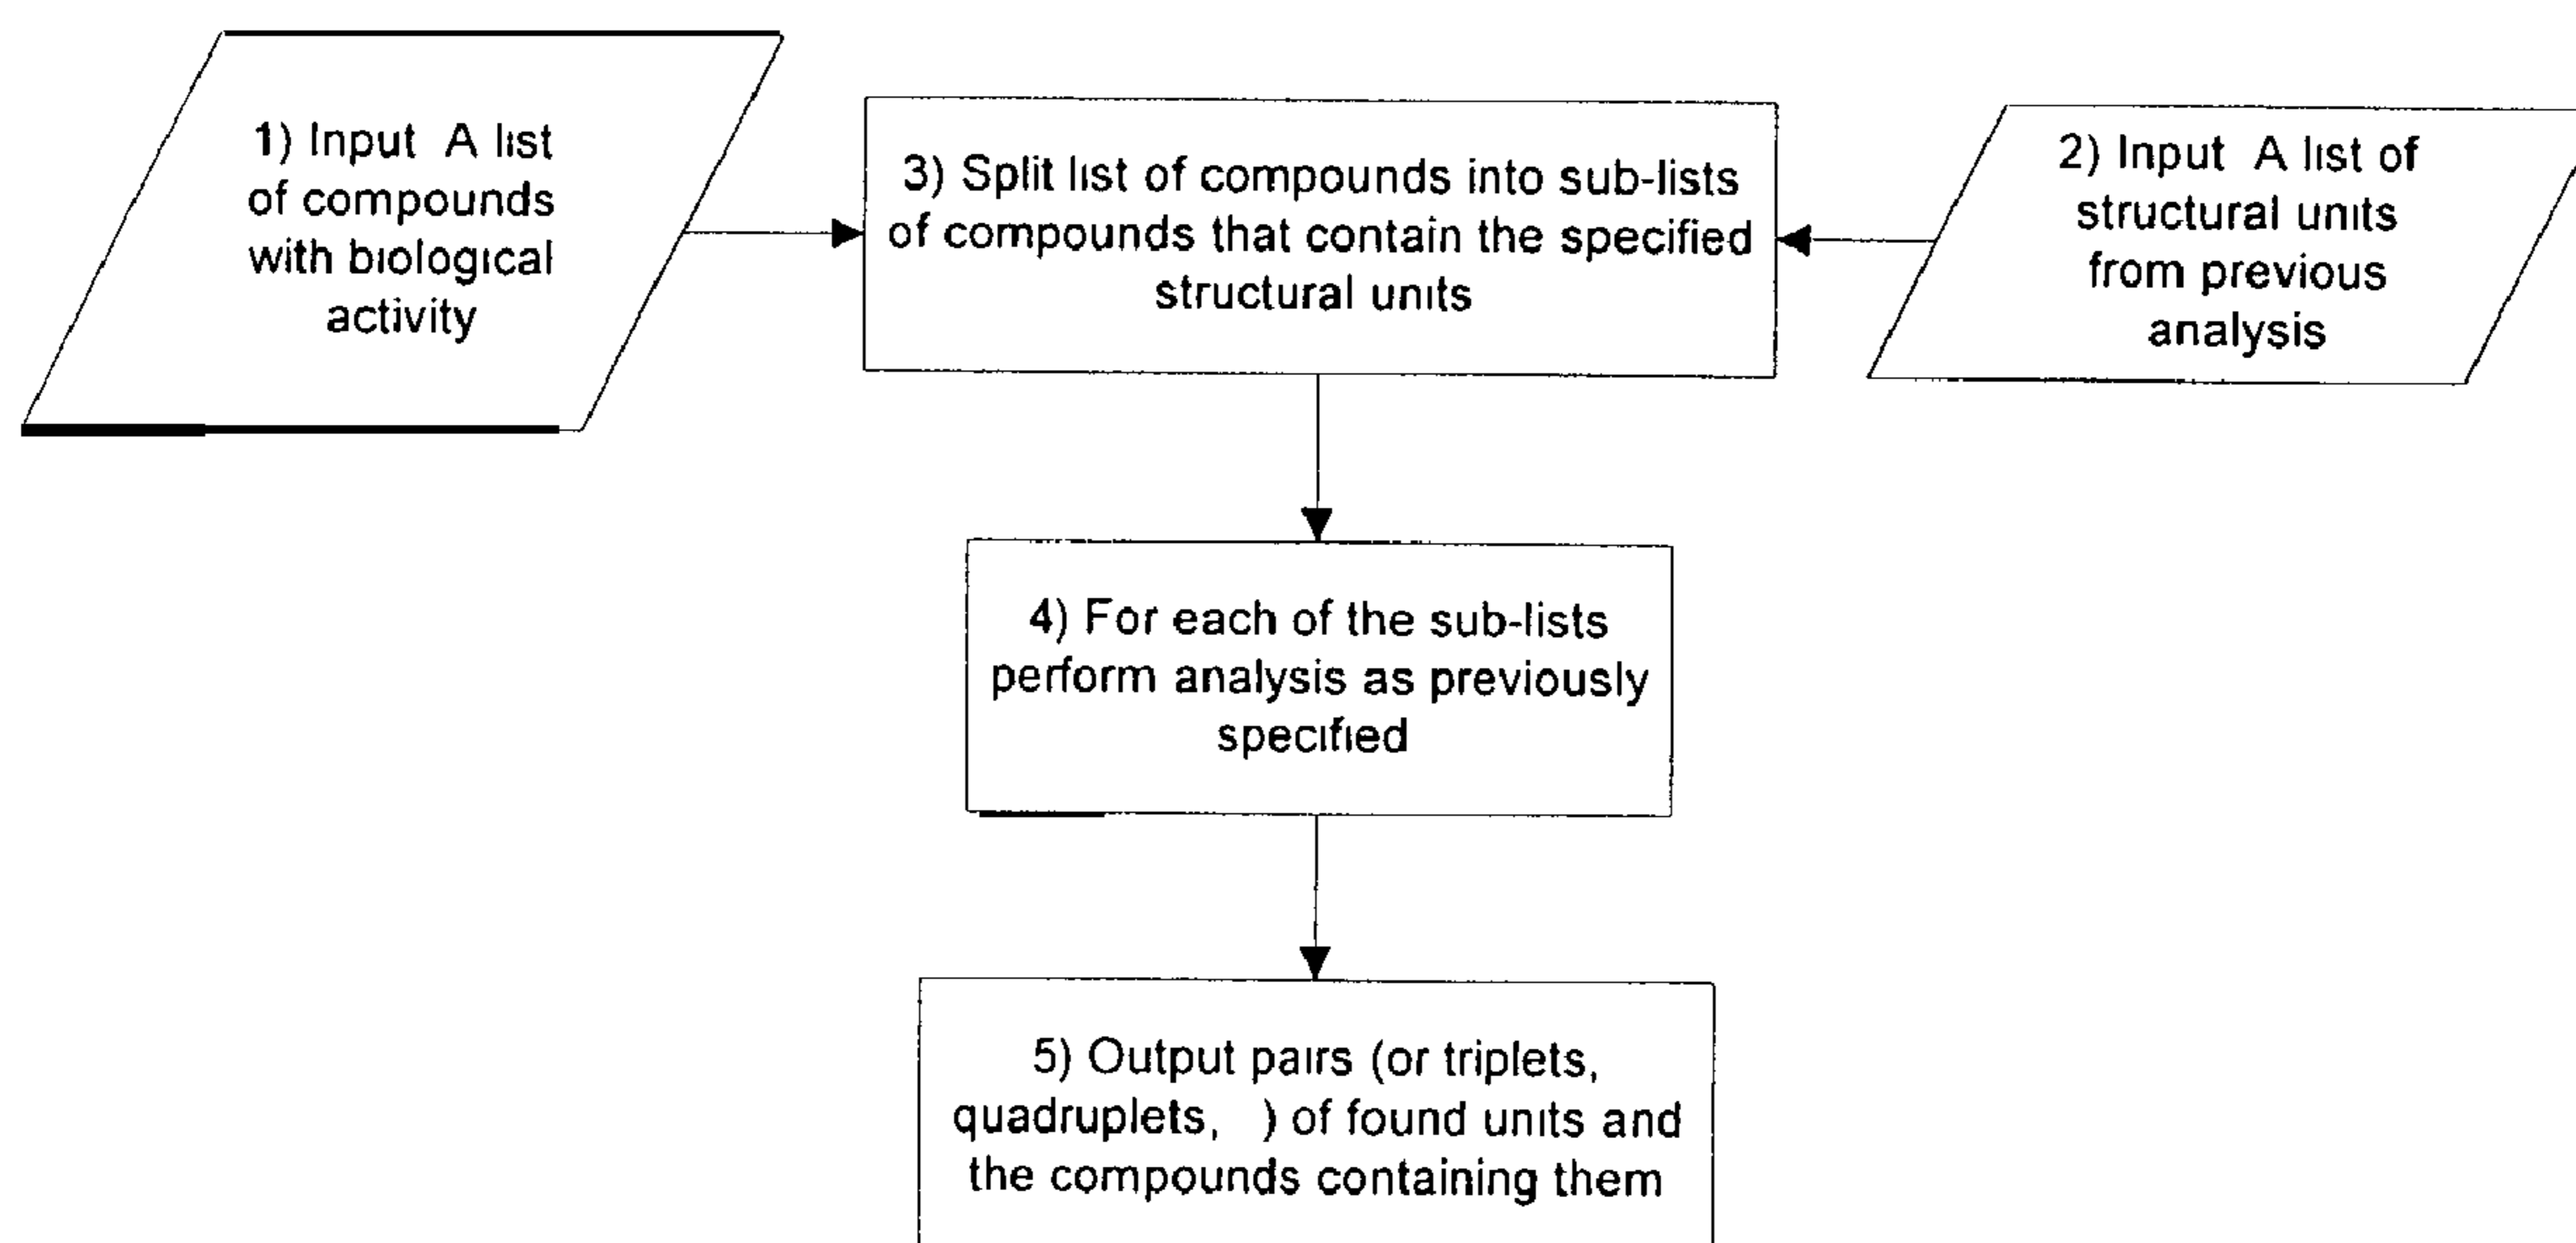 1) Input A list
of compounds
with biological
activity
3) Split list of compounds into sub-lists
of compounds that contain the specified
structural units
2) Input A list of
structural units
from previous
analysis
4) For each of the sub-lists
perform analysis as previously
specified
5) Output pairs (or triplets,
quadruplets, ) of found units and
the compounds containing them